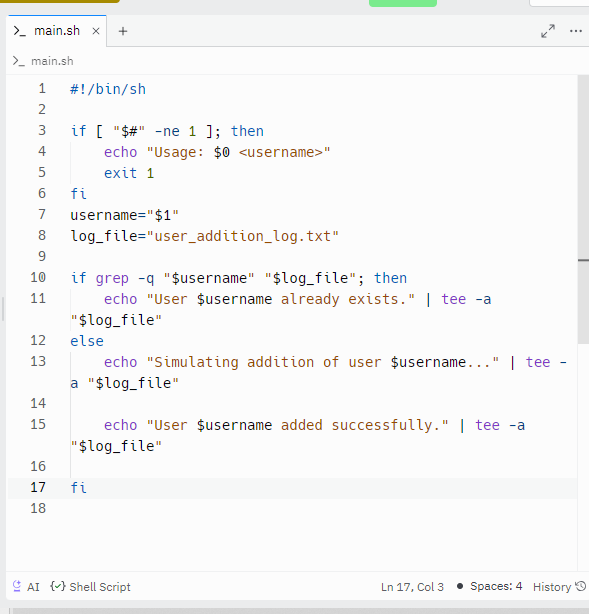 main.sh
main.sh
1 #!/bin/sh
2
3 if [ "$#" -ne 1 ]; then
4     echo "Usage: $0 <username>"
5     exit 1
6 fi
7 username="$1"
8 log_file="user_addition_log.txt"
9
10 if grep -q "$username" "$log_file"; then
11     echo "User $username already exists." | tee -a
"$log_file"
12 else
13     echo "Simulating addition of user $username..." | tee -
a "$log_file"
14
15     echo "User $username added successfully." | tee -a
"$log_file"
16
17 fi
18
AI Shell Script Ln 17, Col 3 Spaces: 4 History